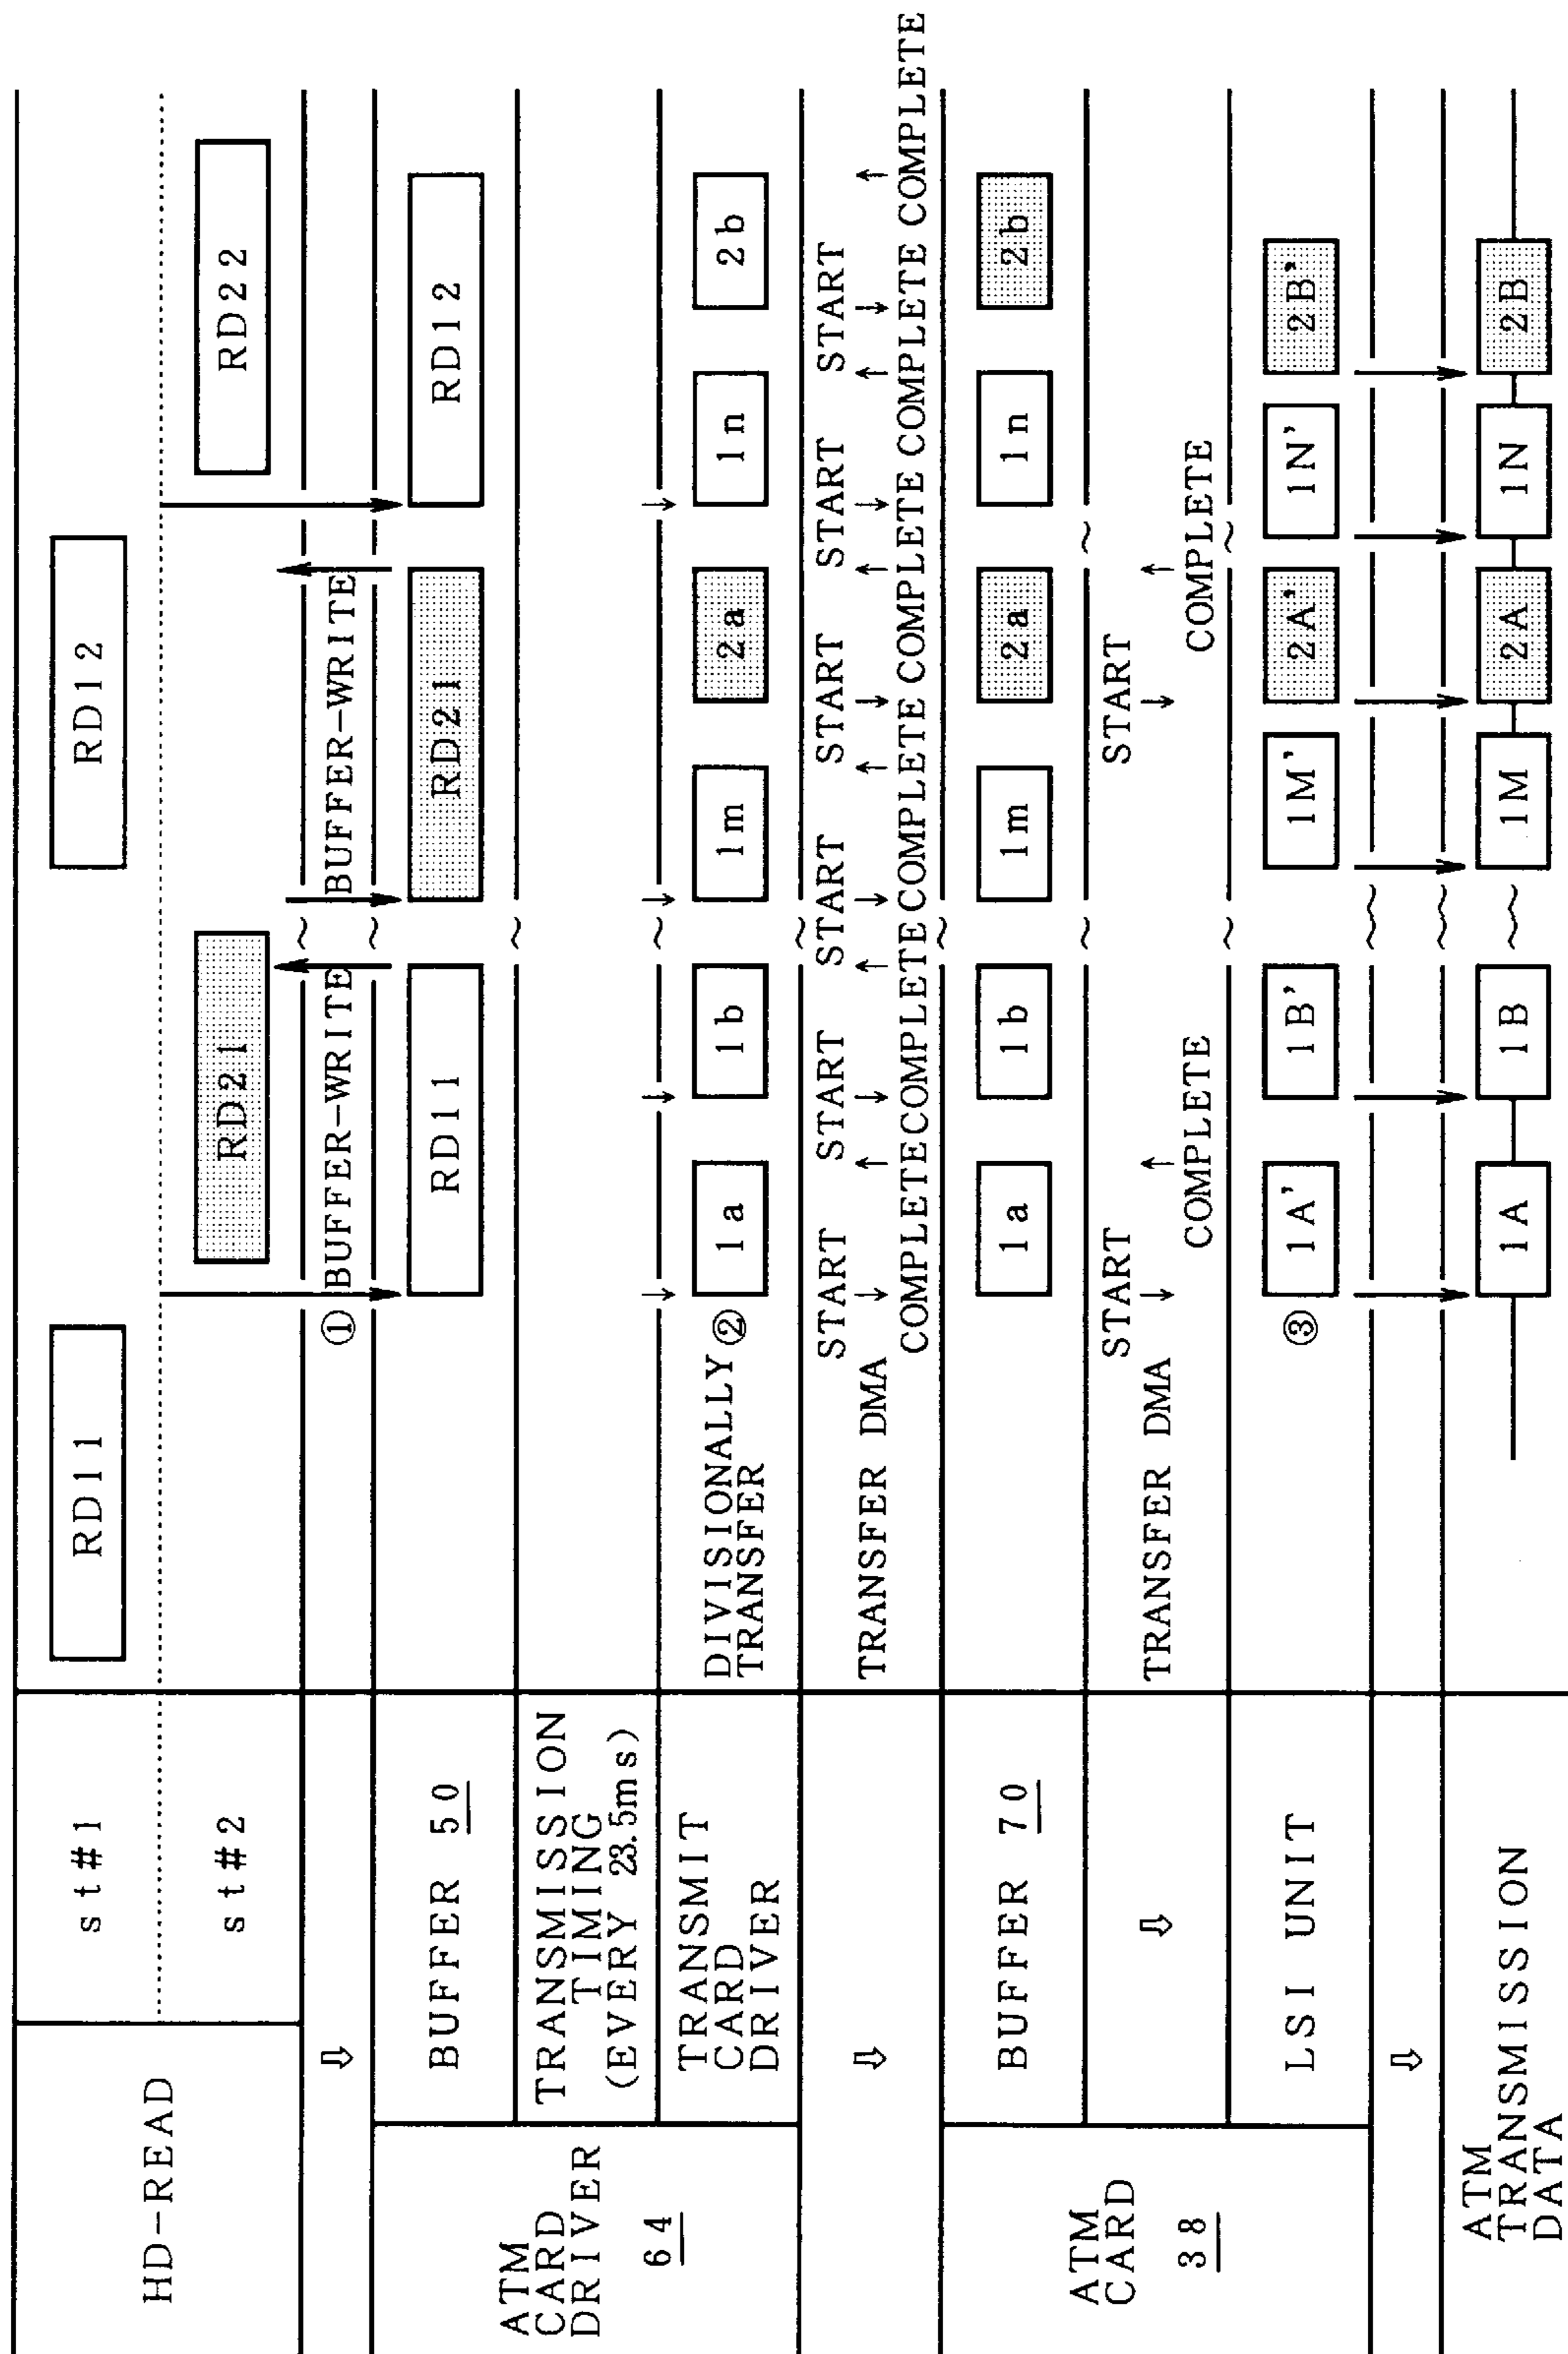 HD-READ
st#1
RD11
RD12
st#2
RD21
RD22
⇩
① BUFFER-WRITE
BUFFER-WRITE
ATM
CARD
DRIVER
64
BUFFER 50
RD11
RD21
RD12
TRANSMISSION
TIMING
(EVERY 23.5ms)
TRANSMIT
CARD
DRIVER
DIVISIONALLY ②
TRANSFER
1a
1b
1m
2a
1n
2b
⇩
TRANSFER DMA
START
START
START
START
START
START
COMPLETE
COMPLETE
COMPLETE
COMPLETE
COMPLETE
COMPLETE
COMPLETE
ATM
CARD
38
BUFFER 70
1a
1b
1m
2a
1n
2b
⇩
TRANSFER DMA
START
COMPLETE
START
COMPLETE
LSI UNIT
③
1A'
1B'
1M'
2A'
1N'
2B'
⇩
ATM
TRANSMISSION
DATA
1A
1B
1M
2A
1N
2B